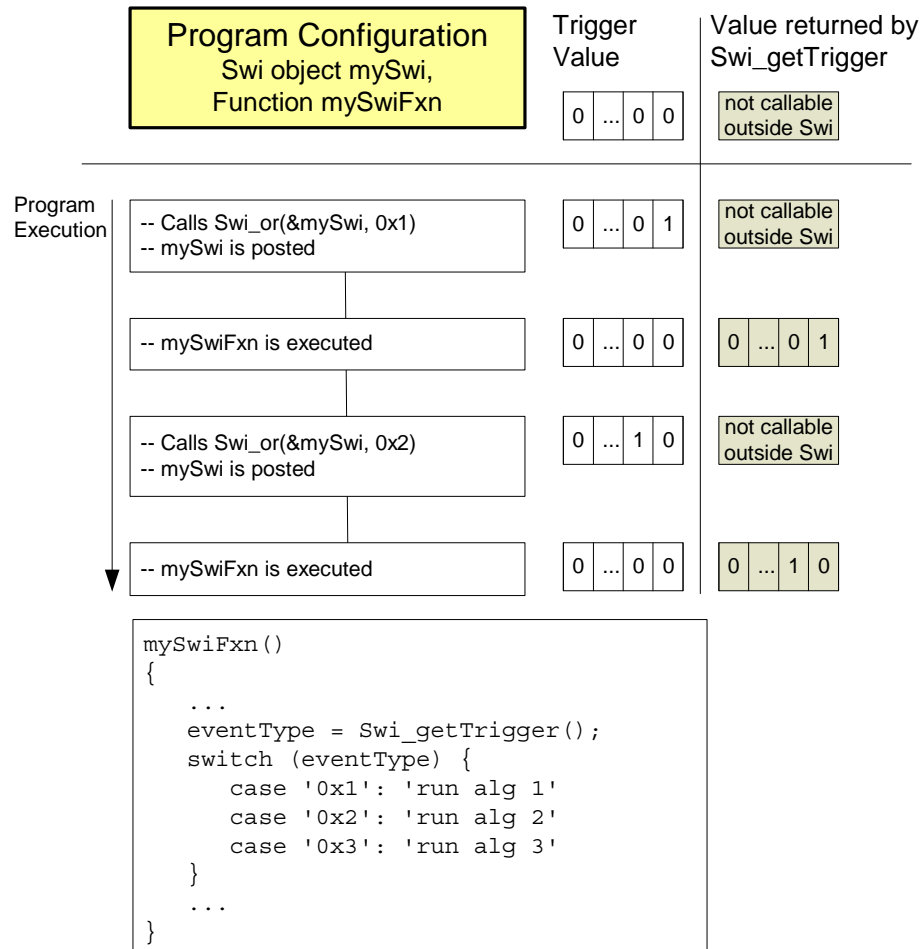 Program Configuration
Swi object mySwi,
Function mySwiFxn
Trigger
Value
Value returned by
Swi_getTrigger
0 ... 0 0
not callable
outside Swi
Program
Execution
-- Calls Swi_or(&mySwi, 0x1)
-- mySwi is posted
0 ... 0 1
not callable
outside Swi
-- mySwiFxn is executed
0 ... 0 0
0 ... 0 1
-- Calls Swi_or(&mySwi, 0x2)
-- mySwi is posted
0 ... 1 0
not callable
outside Swi
-- mySwiFxn is executed
0 ... 0 0
0 ... 1 0
mySwiFxn()
{
...
eventType = Swi_getTrigger();
switch (eventType) {
case '0x1': 'run alg 1'
case '0x2': 'run alg 2'
case '0x3': 'run alg 3'
}
...
}